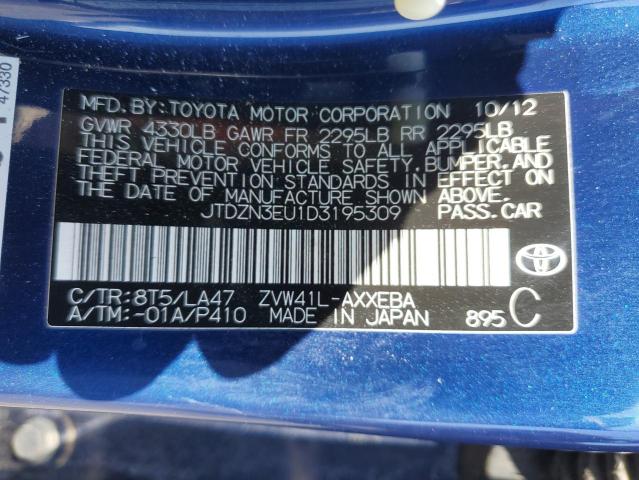 47330
MFD. BY: TOYOTA MOTOR CORPORATION 10/12
GVWR 4330LB GAWR FR 2295LB RR 2295LB
THIS VEHICLE CONFORMS TO ALL APPLICABLE
FEDERAL MOTOR VEHICLE SAFETY, BUMPER, AND
THEFT PREVENTION STANDARDS IN EFFECT ON
THE DATE OF MANUFACTURE SHOWN ABOVE.
JTDZN3EU1D3195309 PASS. CAR
C/TR: 8T5/LA47 ZVW41L-AXXEBA
A/TM: -01A/P410 MADE IN JAPAN 895 C